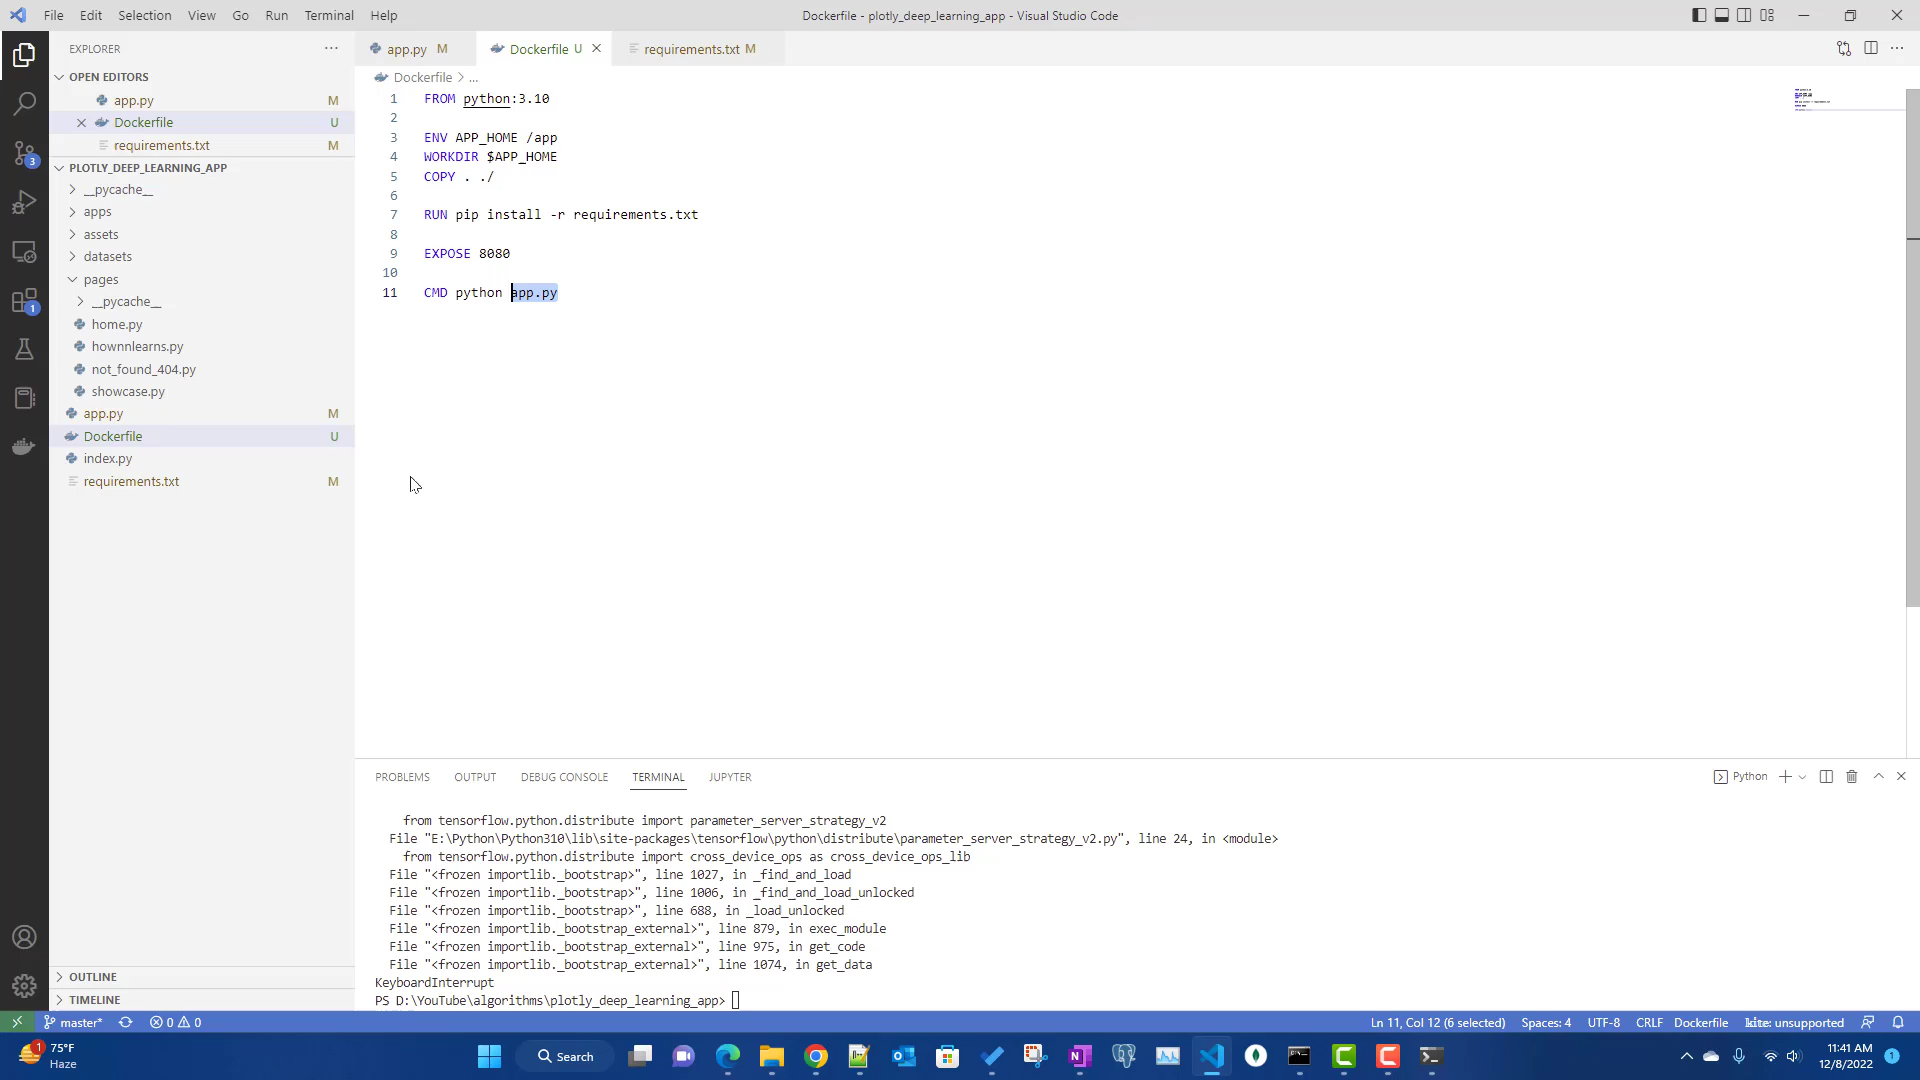 File Edit Selection View Go Run Terminal Help
Dockerfile - plotly_deep_learning_app - Visual Studio Code
EXPLORER
OPEN EDITORS
app.py M
Dockerfile U
requirements.txt M
PLOTLY_DEEP_LEARNING_APP
__pycache__
apps
assets
datasets
pages
__pycache__
home.py
hownnlearns.py
not_found_404.py
showcase.py
app.py M
Dockerfile U
index.py
requirements.txt M
OUTLINE
TIMELINE
3
1
app.py M
Dockerfile U
requirements.txt M
Dockerfile > ...
1 FROM python:3.10
2
3 ENV APP_HOME /app
4 WORKDIR $APP_HOME
5 COPY . ./
6
7 RUN pip install -r requirements.txt
8
9 EXPOSE 8080
10
11 CMD python app.py
PROBLEMS OUTPUT DEBUG CONSOLE TERMINAL JUPYTER
Python
from tensorflow.python.distribute import parameter_server_strategy_v2
File "E:\Python\Python310\lib\site-packages\tensorflow\python\distribute\parameter_server_strategy_v2.py", line 24, in <module>
from tensorflow.python.distribute import cross_device_ops as cross_device_ops_lib
File "<frozen importlib._bootstrap>", line 1027, in _find_and_load
File "<frozen importlib._bootstrap>", line 1006, in _find_and_load_unlocked
File "<frozen importlib._bootstrap>", line 688, in _load_unlocked
File "<frozen importlib._bootstrap_external>", line 879, in exec_module
File "<frozen importlib._bootstrap_external>", line 975, in get_code
File "<frozen importlib._bootstrap_external>", line 1074, in get_data
KeyboardInterrupt
PS D:\YouTube\algorithms\plotly_deep_learning_app>
master* 0 0
Ln 11, Col 12 (6 selected) Spaces: 4 UTF-8 CRLF Dockerfile kite: unsupported
1
75°F
Haze
Search
11:41 AM
12/8/2022
1